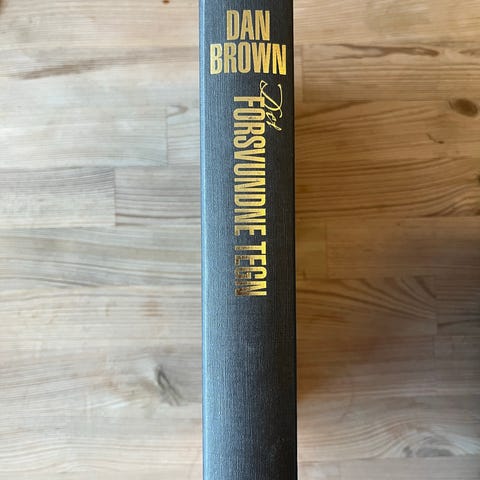 DAN
BROWN
Det
FORSVUNDNE TEGN